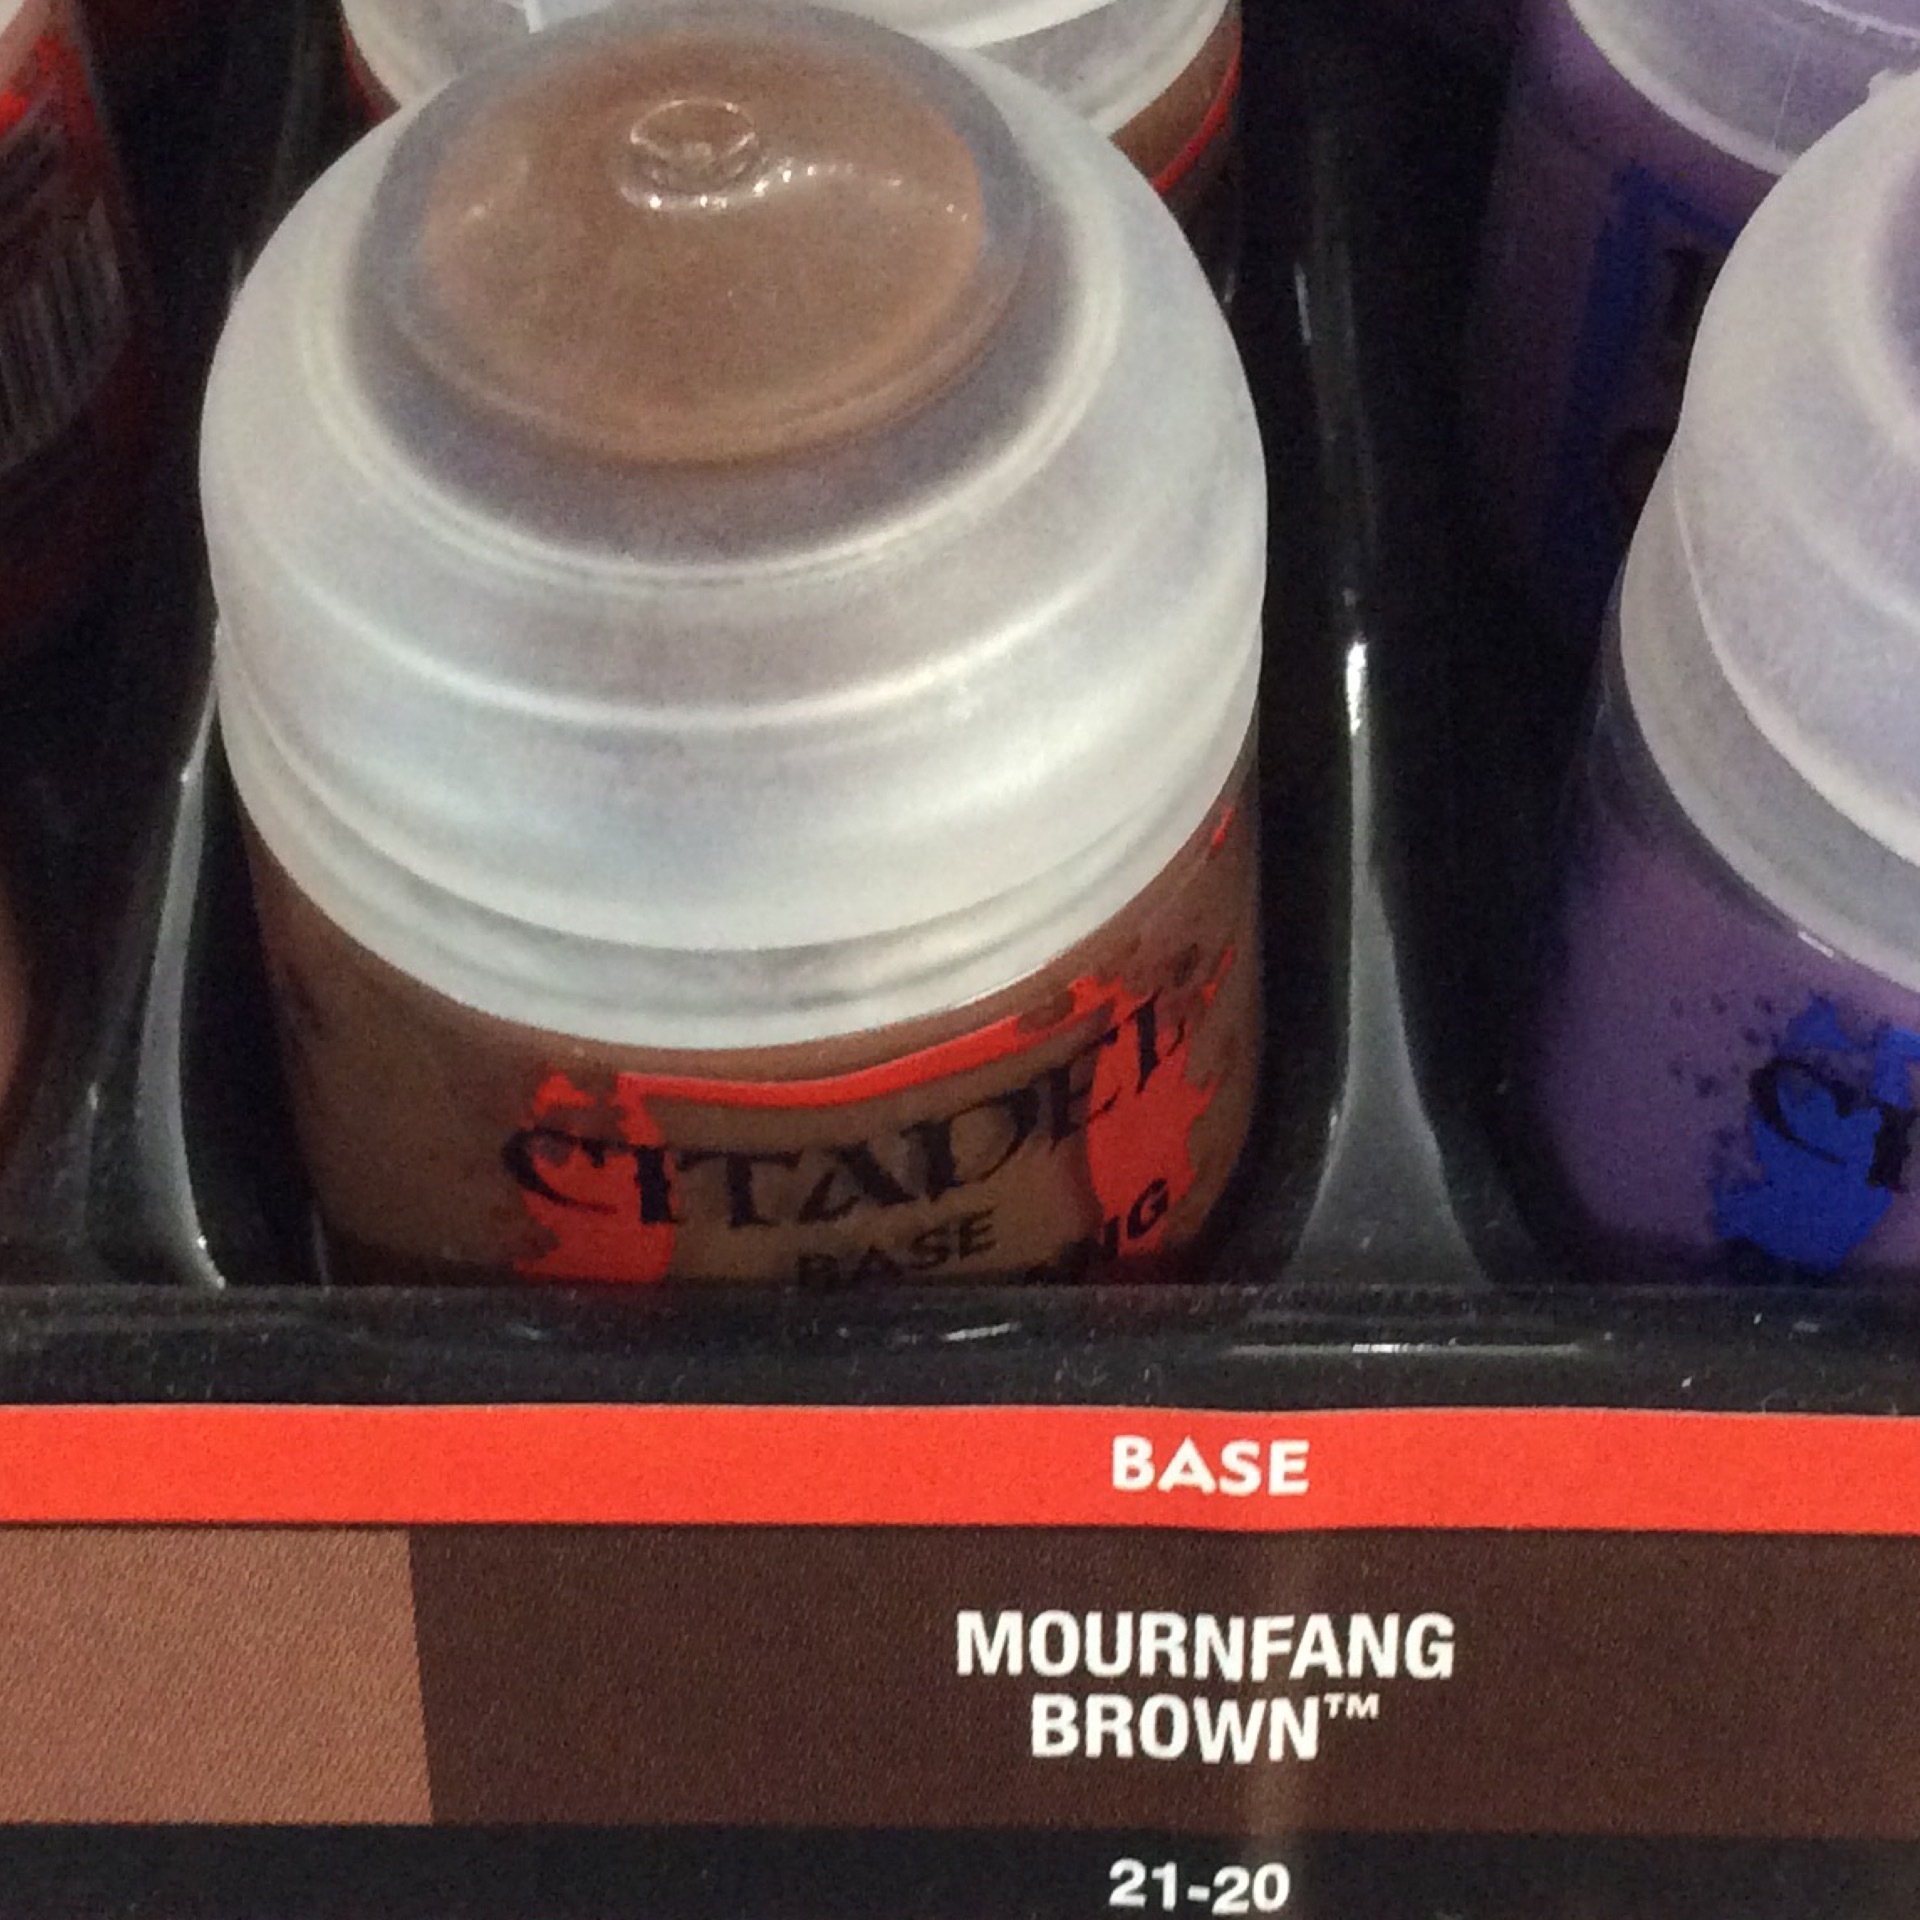 CITADEL
BASE
BASE
MOURNFANG
BROWN™
21-20